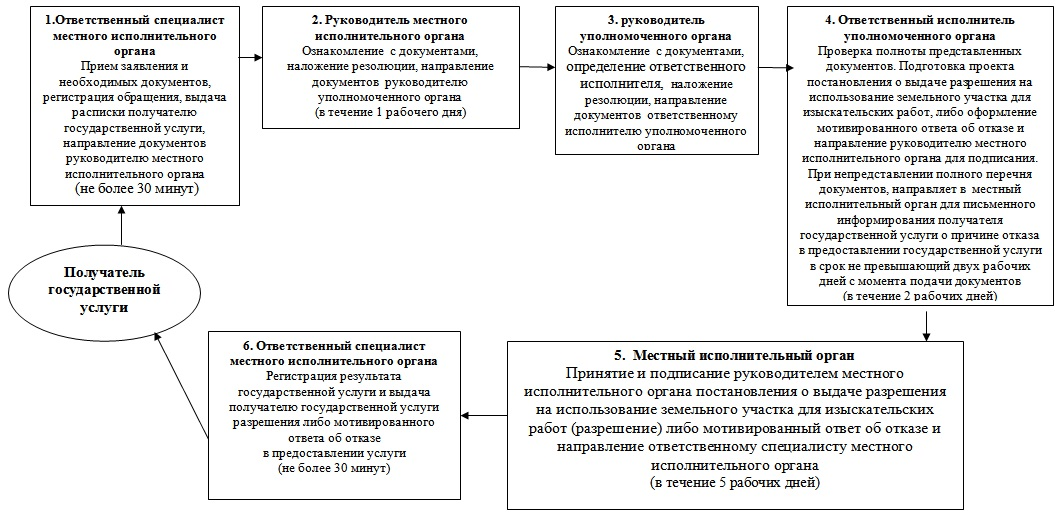 1.Ответственный специалист
местного исполнительного
органа
Прием заявления и
необходимых документов,
регистрация обращения, выдача
расписки получателю
государственной услуги,
направление документов
руководителю местного
исполнительного органа
(не более 30 минут)
2. Руководитель местного
исполнительного органа
Ознакомление с документами,
наложение резолюции, направление
документов руководителю
уполномоченного органа
(в течение 1 рабочего дня)
3. руководитель
уполномоченного органа
Ознакомление с документами,
определение ответственного
исполнителя, наложение
резолюции, направление
документов ответственному
исполнителю уполномоченного
органа
4. Ответственный исполнитель
уполномоченного органа
Проверка полноты представленных
документов. Подготовка проекта
постановления о выдаче разрешения на
использование земельного участка для
изыскательских работ, либо оформление
мотивированного ответа об отказе и
направление руководителю местного
исполнительного органа для подписания.
При непредставлении полного перечня
документов, направляет в местный
исполнительный орган для письменного
информирования получателя
государственной услуги о причине отказа
в предоставлении государственной услуги
в срок не превышающий двух рабочих
дней с момента подачи документов
(в течение 2 рабочих дней)
5. Местный исполнительный орган
Принятие и подписание руководителем местного
исполнительного органа постановления о выдаче разрешения
на использование земельного участка для изыскательских
работ (разрешение) либо мотивированный ответ об отказе и
направление ответственному специалисту местного
исполнительного органа
(в течение 5 рабочих дней)
6. Ответственный специалист
местного исполнительного органа
Регистрация результата
государственной услуги и выдача
получателю государственной услуги
разрешения либо мотивированного
ответа об отказе
в предоставлении услуги
(не более 30 минут)
Получатель
государственной
услуги